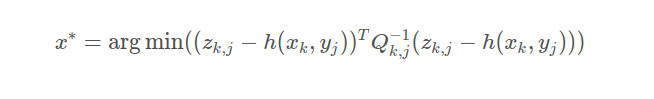 x* = arg min((z_{k,j} − h(x_k, y_j))^T Q_{k,j}^{−1}(z_{k,j} − h(x_k, y_j)))